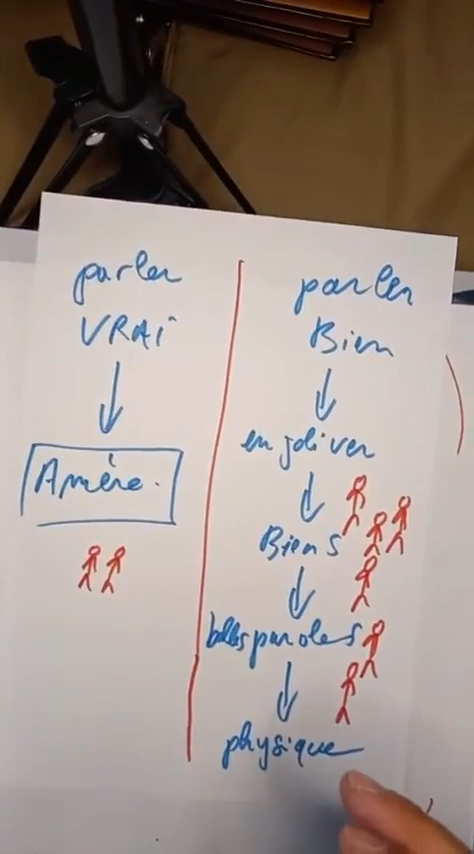 parler
VRAi
Amère.
parler
Bien
enjoliver
Biens
belles paroles
physique